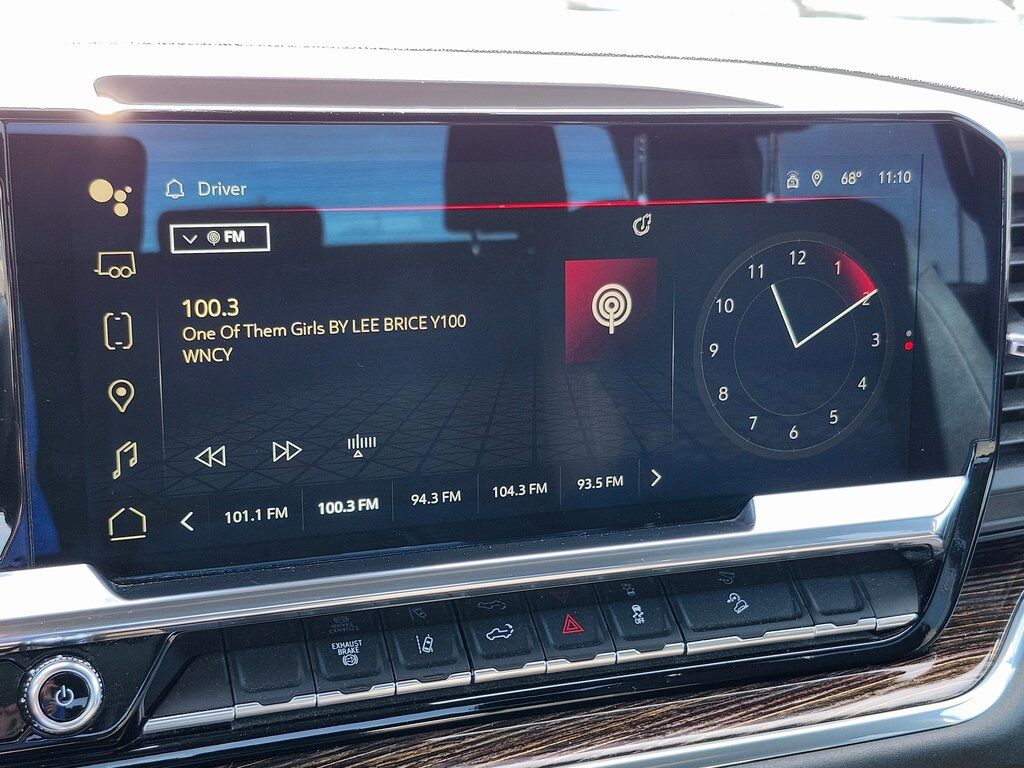 Driver
68° 11:10
FM
100.3
One Of Them Girls BY LEE BRICE Y100
WNCY
12
1
2
3
4
5
6
7
8
9
10
11
101.1 FM
100.3 FM
94.3 FM
104.3 FM
93.5 FM
EXHAUST
BRAKE
OFF